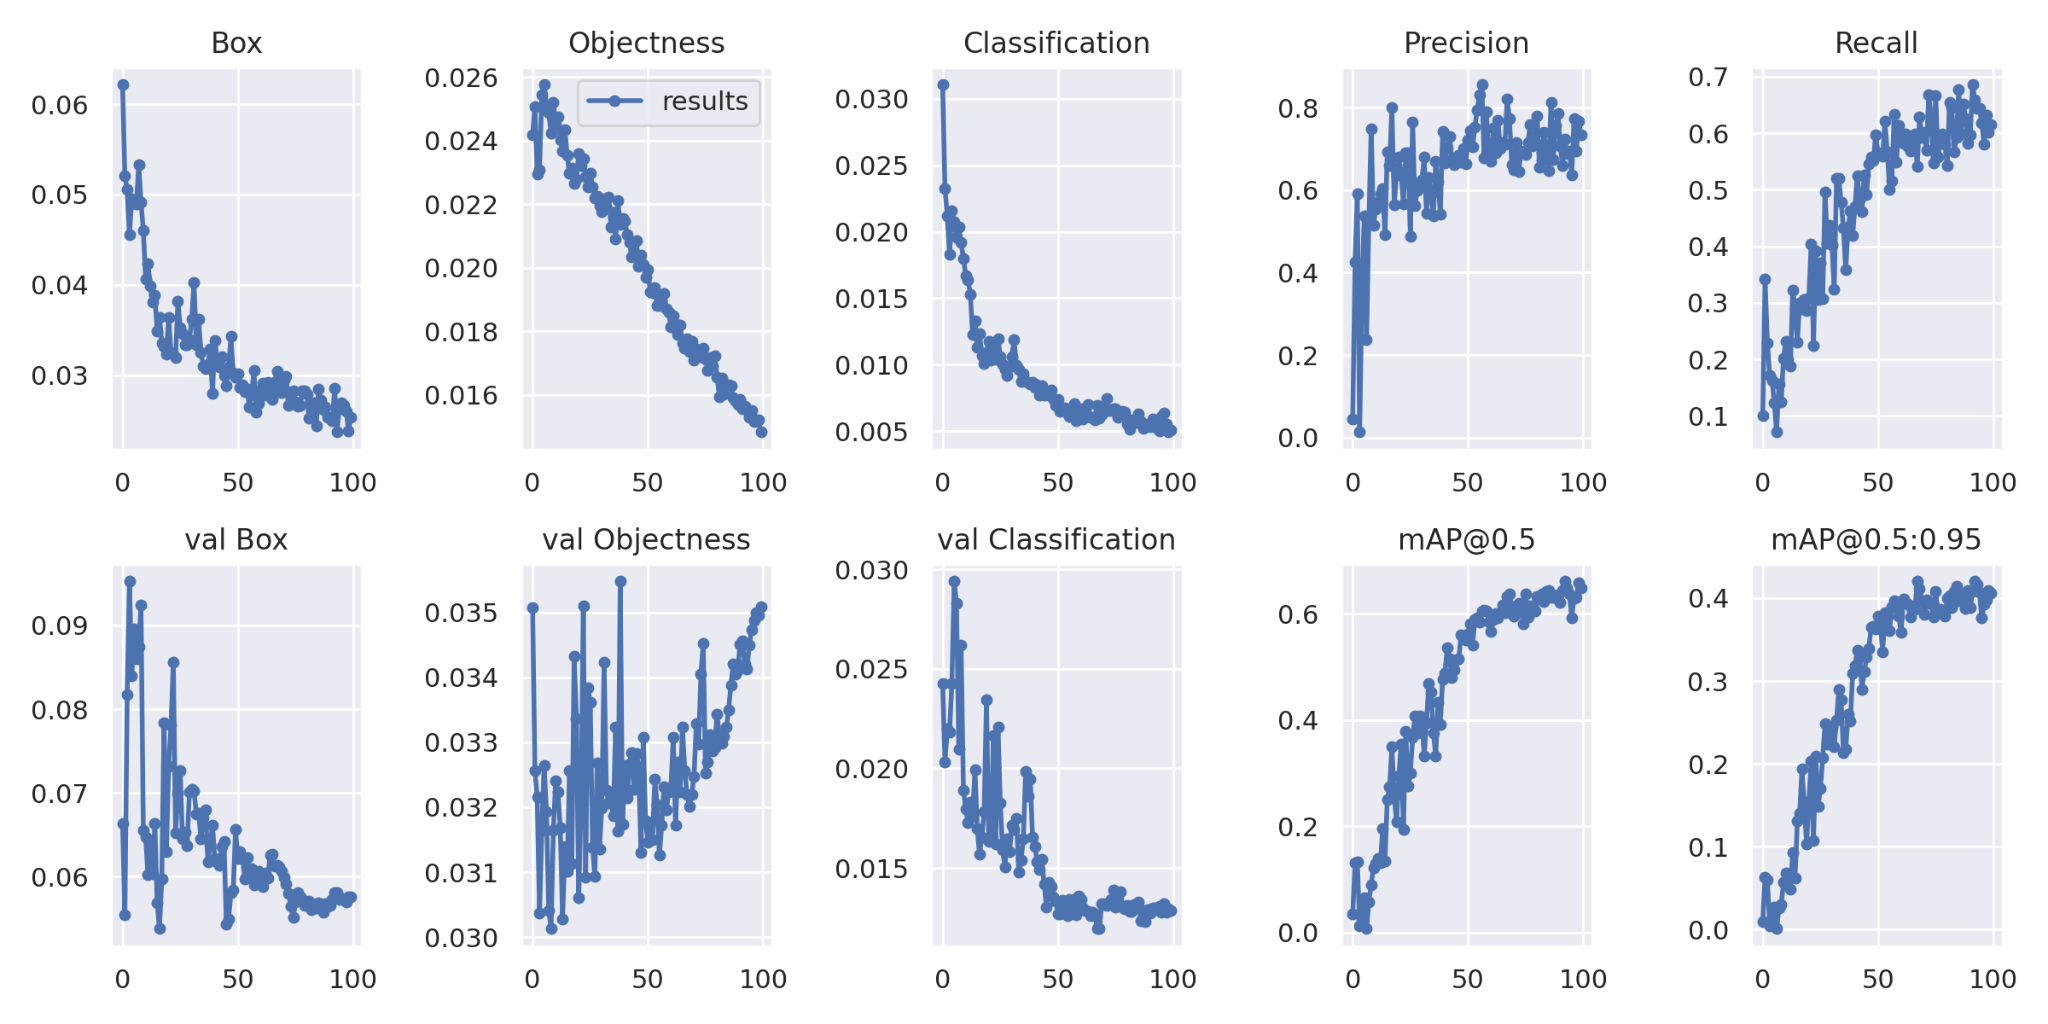 Box
Objectness
Classification
Precision
Recall
0.06
0.05
0.04
0.03
0 50 100
0.026
0.024
0.022
0.020
0.018
0.016
results
0 50 100
0.030
0.025
0.020
0.015
0.010
0.005
0 50 100
0.8
0.6
0.4
0.2
0.0
0 50 100
0.7
0.6
0.5
0.4
0.3
0.2
0.1
0 50 100
val Box
val Objectness
val Classification
mAP@0.5
mAP@0.5:0.95
0.09
0.08
0.07
0.06
0 50 100
0.035
0.034
0.033
0.032
0.031
0.030
0 50 100
0.030
0.025
0.020
0.015
0 50 100
0.6
0.4
0.2
0.0
0 50 100
0.4
0.3
0.2
0.1
0.0
0 50 100